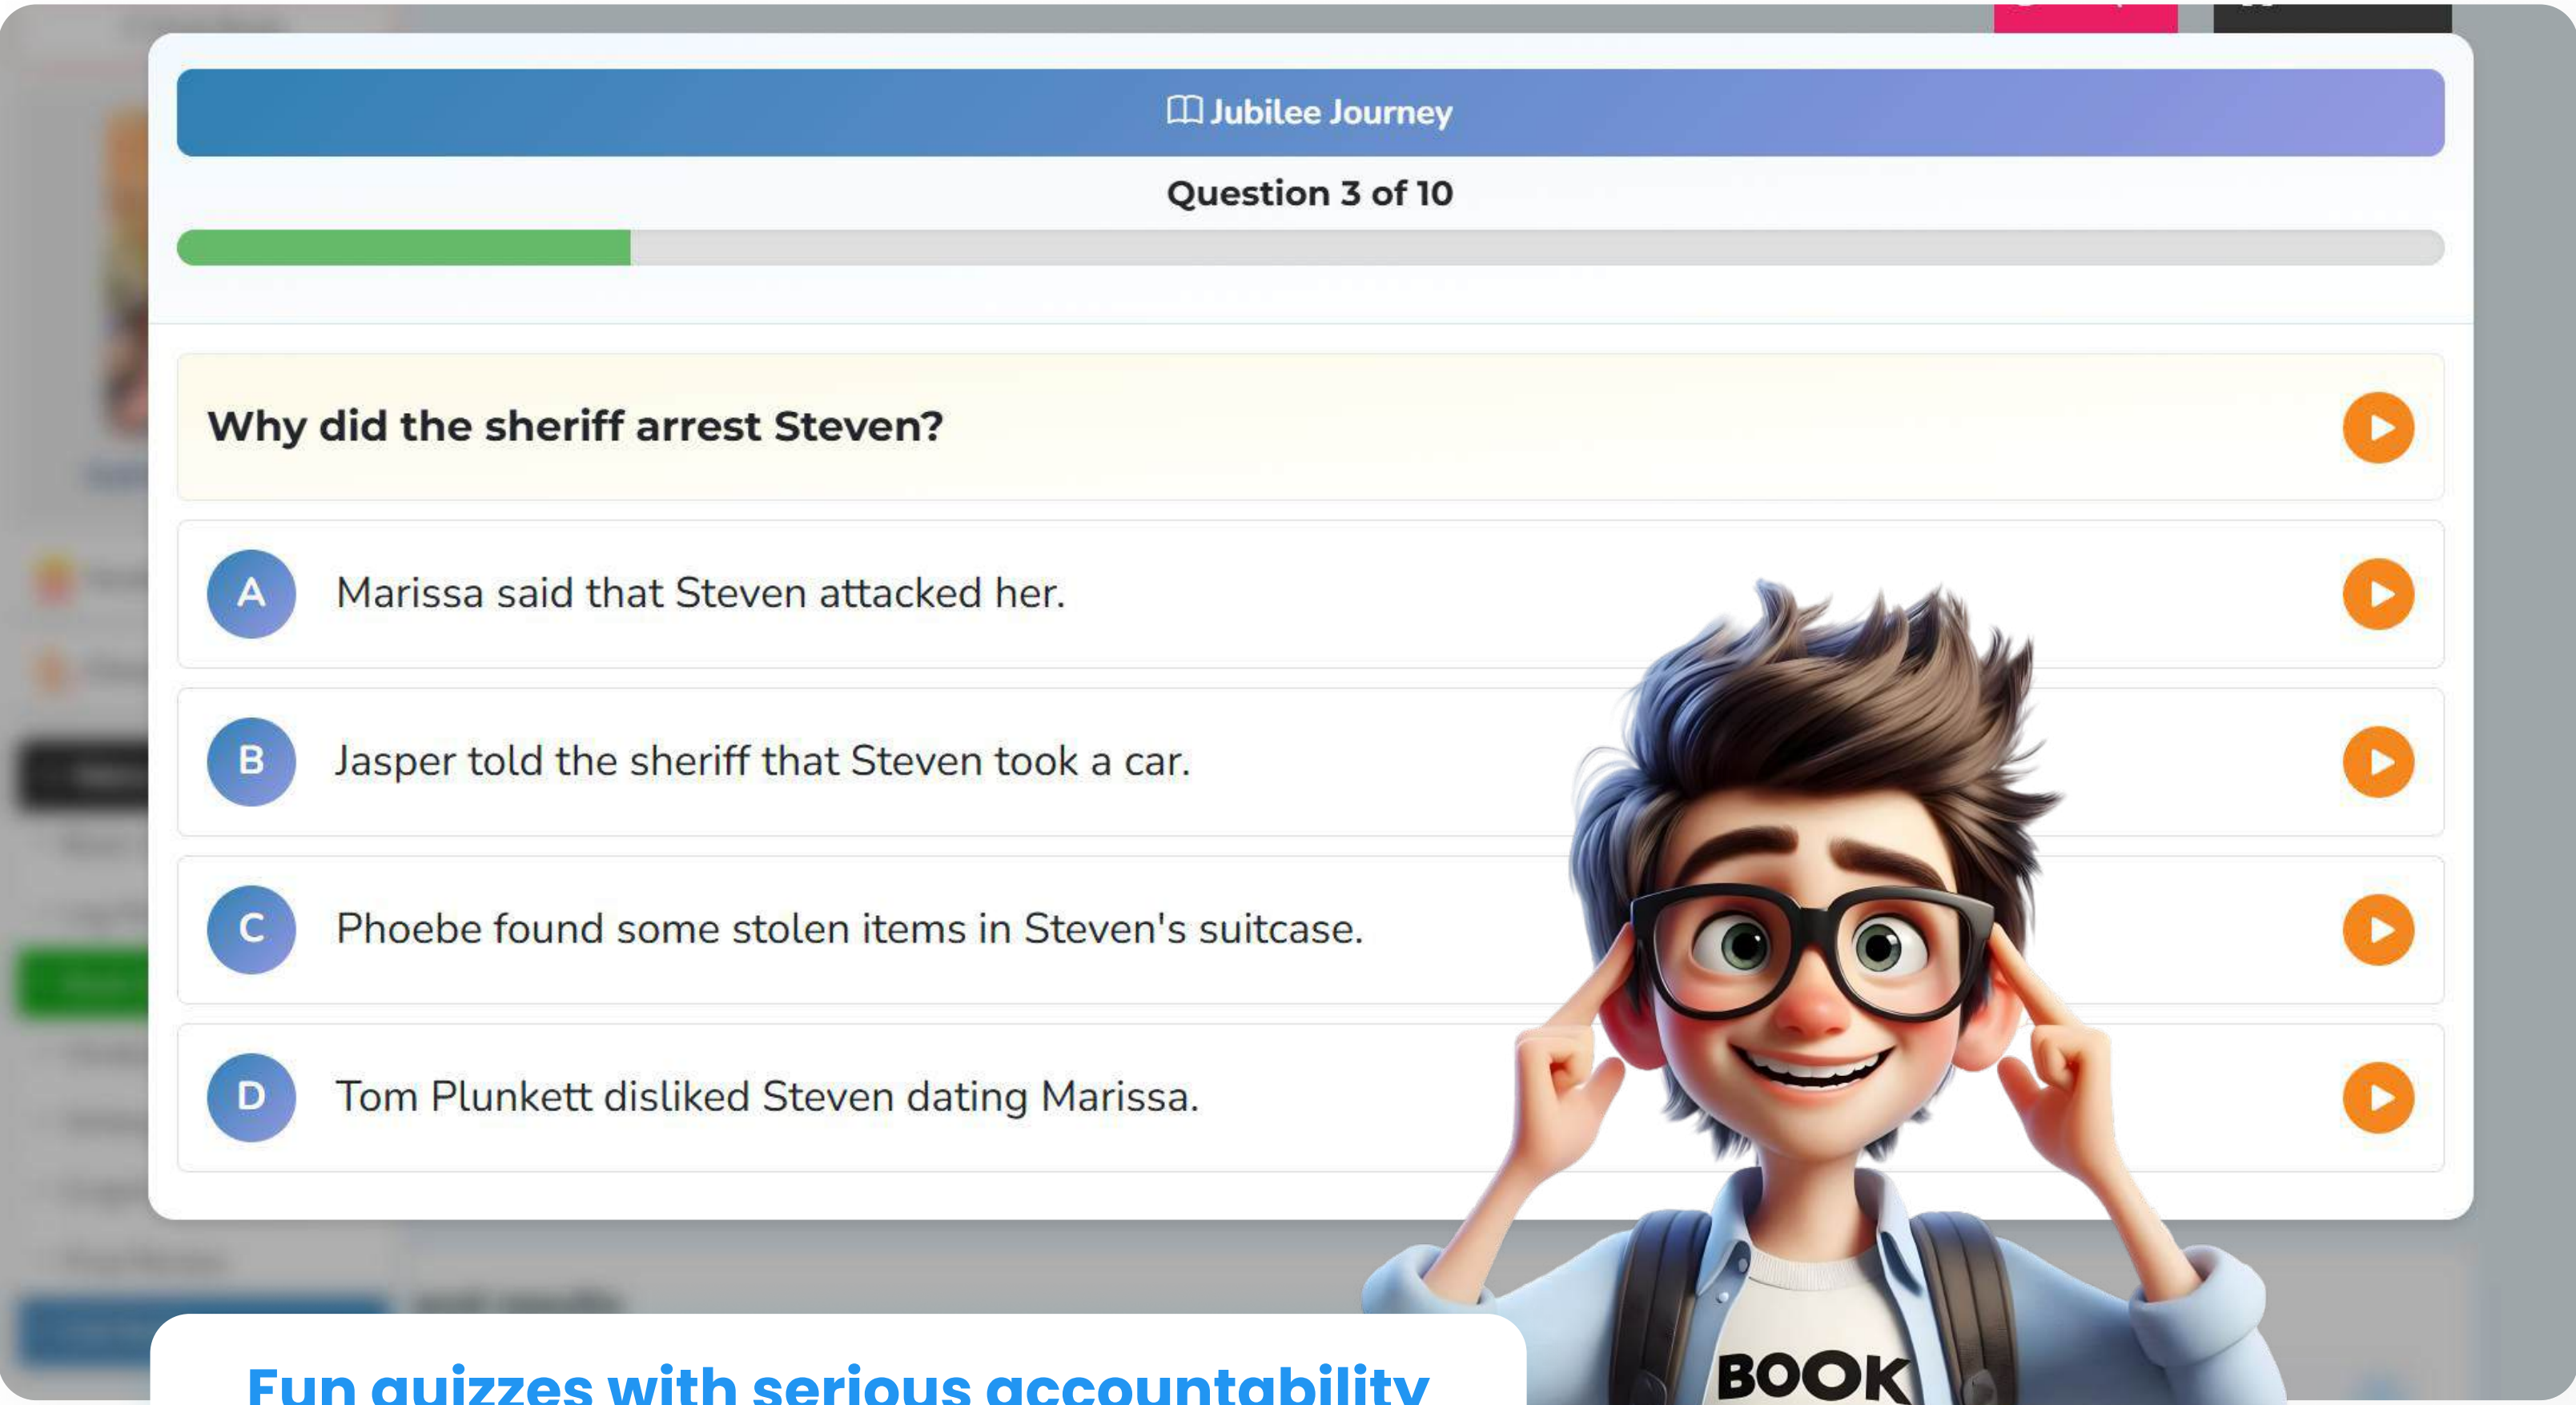 Jubilee Journey
Question 3 of 10
Why did the sheriff arrest Steven?
A Marissa said that Steven attacked her.
B Jasper told the sheriff that Steven took a car.
C Phoebe found some stolen items in Steven's suitcase.
D Tom Plunkett disliked Steven dating Marissa.
BOOK
Fun quizzes with serious accountability